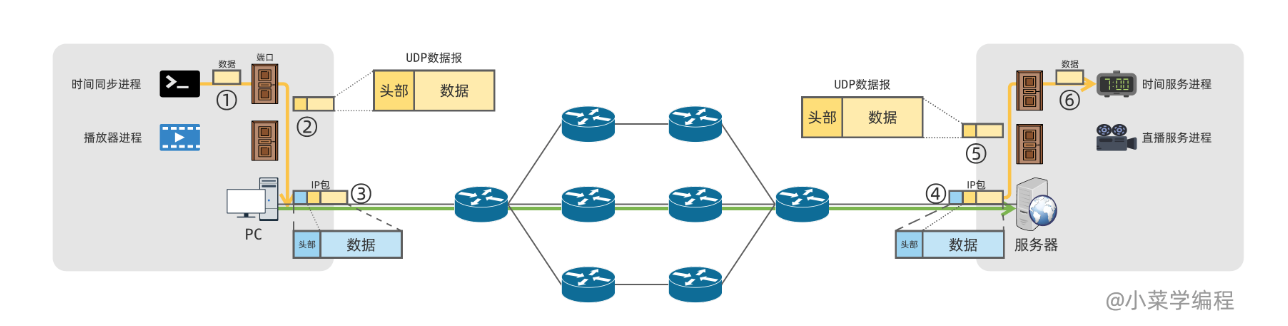 UDP数据报
头部
数据
数据
端口
时间同步进程
①
②
播放器进程
IP包
③
PC
头部
数据
UDP数据报
头部
数据
数据
时间服务进程
⑥
⑤
直播服务进程
IP包
④
头部
数据
服务器
@小菜学编程